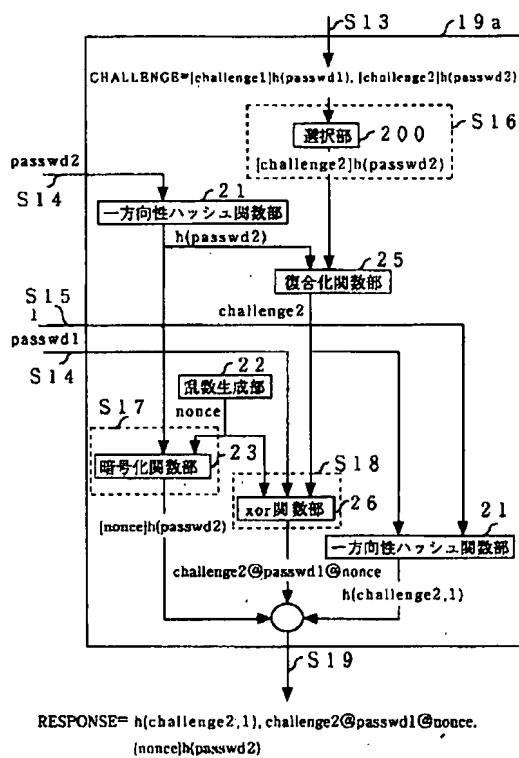 S13
19a
CHALLENGE=[challenge1]h(passwd1), [challenge2]h(passwd2)
選択部
200
S16
[challenge2]h(passwd2)
passwd2
S14
21
一方向性ハッシュ関数部
h(passwd2)
25
復合化関数部
challenge2
S15
1
passwd1
S14
22
乱数生成部
S17
nonce
暗号化関数部
23
S18
xor関数部
26
21
一方向性ハッシュ関数部
[nonce]h(passwd2)
challenge2@passwd1@nonce
h(challenge2,1)
S19
RESPONSE= h(challenge2,1), challenge2@passwd1@nonce.
[nonce]h(passwd2)